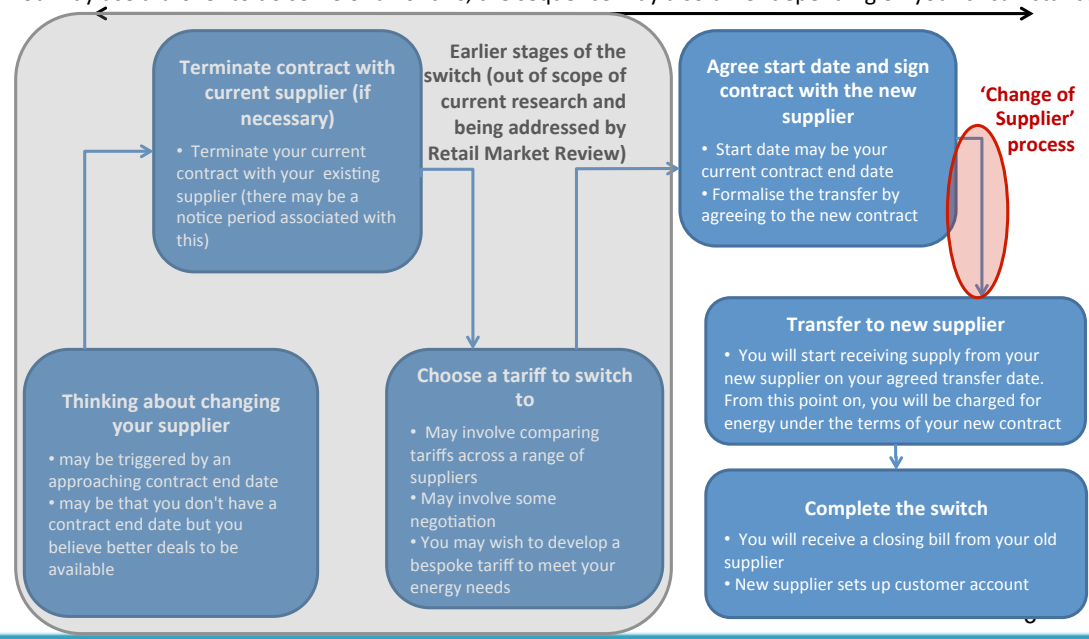 Earlier stages of the
switch (out of scope of
current research and
being addressed by
Retail Market Review)
Terminate contract with
current supplier (if
necessary)
• Terminate your current
contract with your existing
supplier (there may be a
notice period associated with
this)
Agree start date and sign
contract with the new
supplier
• Start date may be your
current contract end date
• Formalise the transfer by
agreeing to the new contract
‘Change of
Supplier’
process
Thinking about changing
your supplier
• may be triggered by an
approaching contract end date
• may be that you don't have a
contract end date but you
believe better deals to be
available
Choose a tariff to switch
to
• May involve comparing
tariffs across a range of
suppliers
• May involve some
negotiation
• You may wish to develop a
bespoke tariff to meet your
energy needs
Transfer to new supplier
• You will start receiving supply from your
new supplier on your agreed transfer date.
From this point on, you will be charged for
energy under the terms of your new contract
Complete the switch
• You will receive a closing bill from your old
supplier
• New supplier sets up customer account